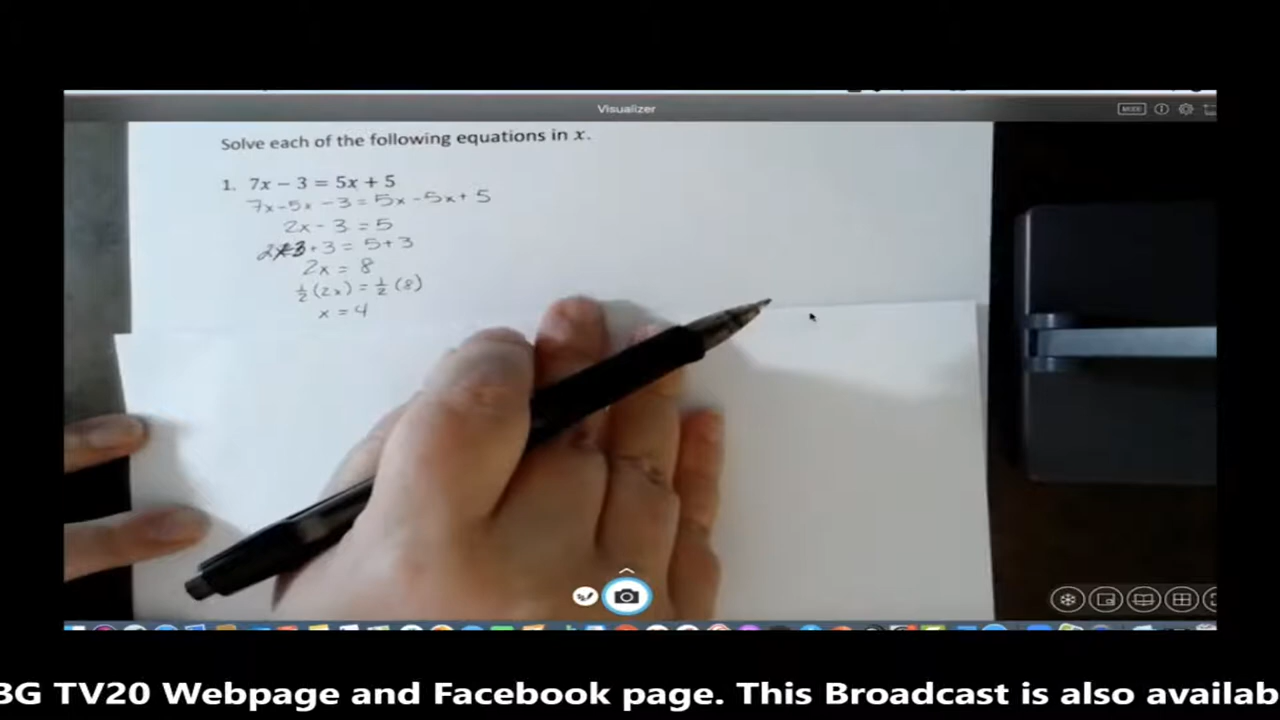 Visualizer
MODE
Solve each of the following equations in x.
1. 7x − 3 = 5x + 5
7x-5x -3 = 5x -5x + 5
2x - 3 = 5
2x-3 +3 = 5+3
2x = 8
½(2x) = ½(8)
x = 4
BG TV20 Webpage and Facebook page. This Broadcast is also availab